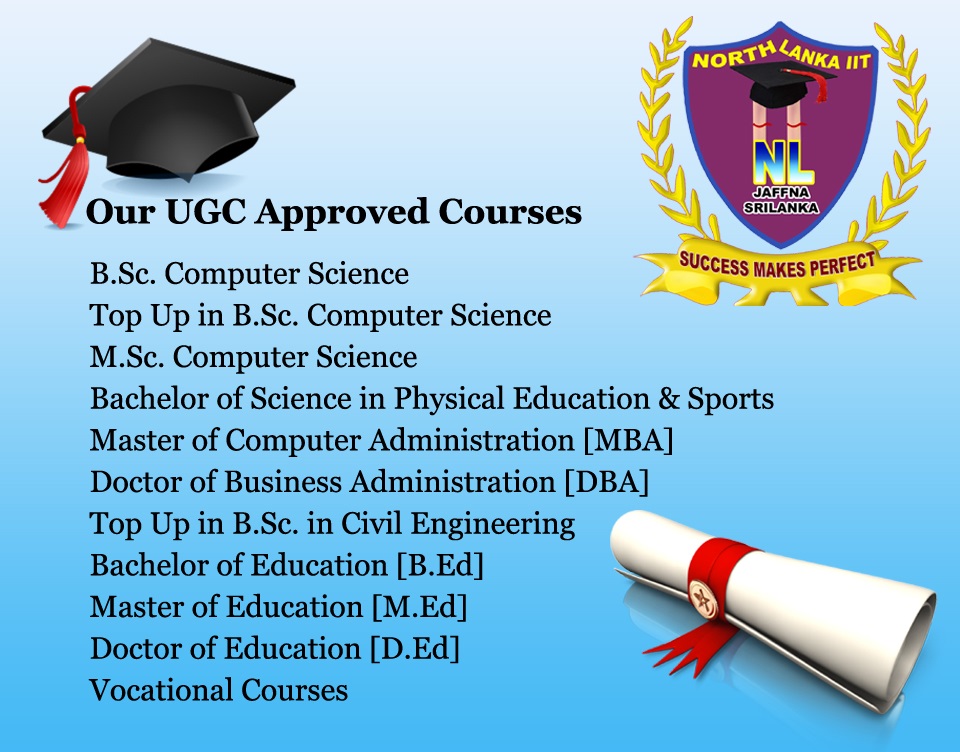 NORTH LANKA IIT
NL
JAFFNA
SRILANKA
SUCCESS MAKES PERFECT
Our UGC Approved Courses
B.Sc. Computer Science
Top Up in B.Sc. Computer Science
M.Sc. Computer Science
Bachelor of Science in Physical Education & Sports
Master of Computer Administration [MBA]
Doctor of Business Administration [DBA]
Top Up in B.Sc. in Civil Engineering
Bachelor of Education [B.Ed]
Master of Education [M.Ed]
Doctor of Education [D.Ed]
Vocational Courses